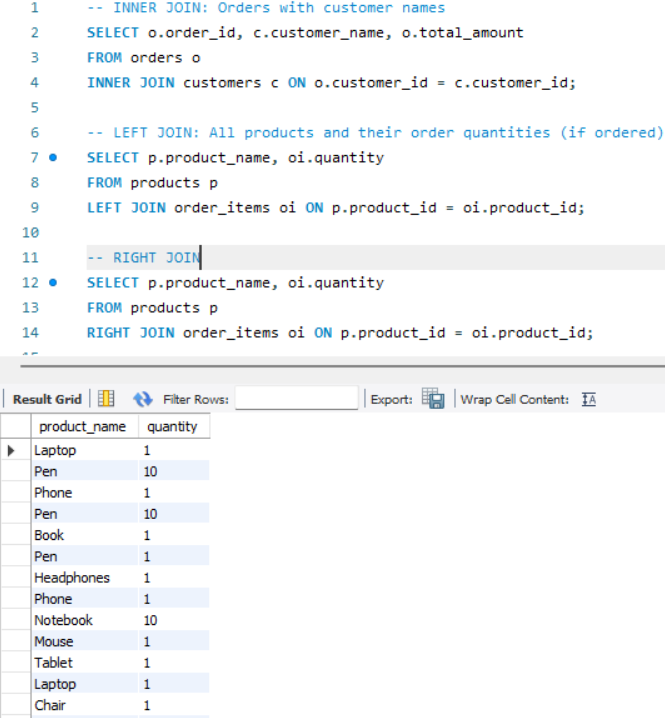 1 -- INNER JOIN: Orders with customer names
2 SELECT o.order_id, c.customer_name, o.total_amount
3 FROM orders o
4 INNER JOIN customers c ON o.customer_id = c.customer_id;
5
6 -- LEFT JOIN: All products and their order quantities (if ordered)
7 SELECT p.product_name, oi.quantity
8 FROM products p
9 LEFT JOIN order_items oi ON p.product_id = oi.product_id;
10
11 -- RIGHT JOIN
12 SELECT p.product_name, oi.quantity
13 FROM products p
14 RIGHT JOIN order_items oi ON p.product_id = oi.product_id;
Result Grid Filter Rows: Export: Wrap Cell Content: IA
product_name quantity
Laptop 1
Pen 10
Phone 1
Pen 10
Book 1
Pen 1
Headphones 1
Phone 1
Notebook 10
Mouse 1
Tablet 1
Laptop 1
Chair 1